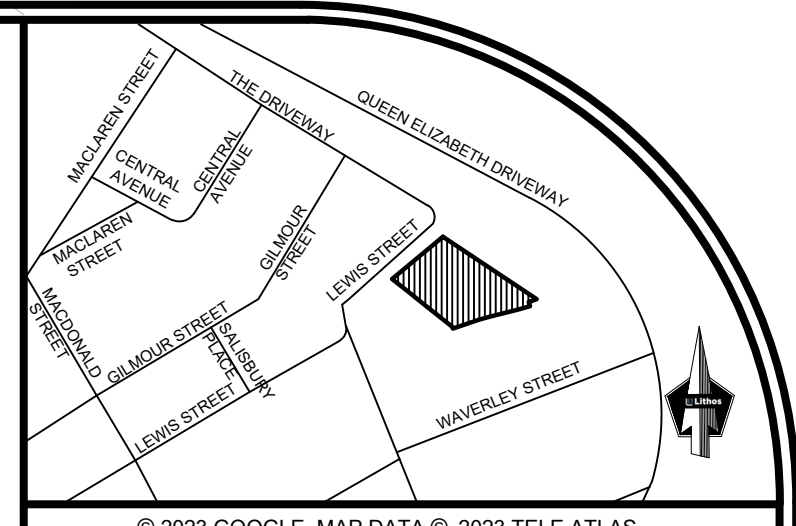 THE DRIVEWAY
QUEEN ELIZABETH DRIVEWAY
MACLAREN STREET
CENTRAL
AVENUE
CENTRAL
AVENUE
MACLAREN
STREET
GILMOUR
STREET
LEWIS STREET
MACDONALD
STREET
GILMOUR STREET
SALISBURY
PLACE
LEWIS STREET
WAVERLEY STREET
Lithos
© 2023 GOOGLE, MAP DATA © 2023 TELE ATLAS